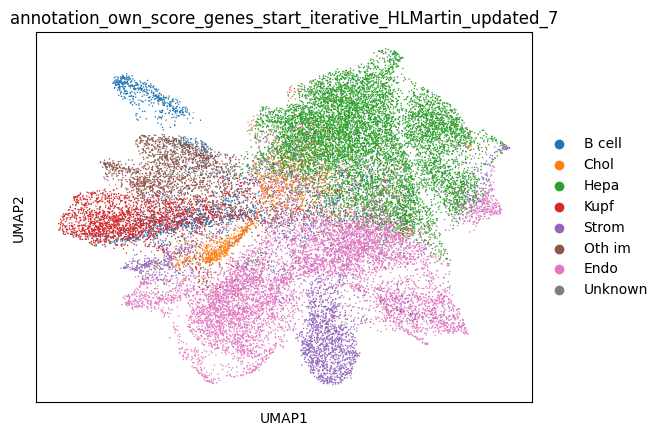 annotation_own_score_genes_start_iterative_HLMartin_updated_7
UMAP2
UMAP1
B cell
Chol
Hepa
Kupf
Strom
Oth im
Endo
Unknown